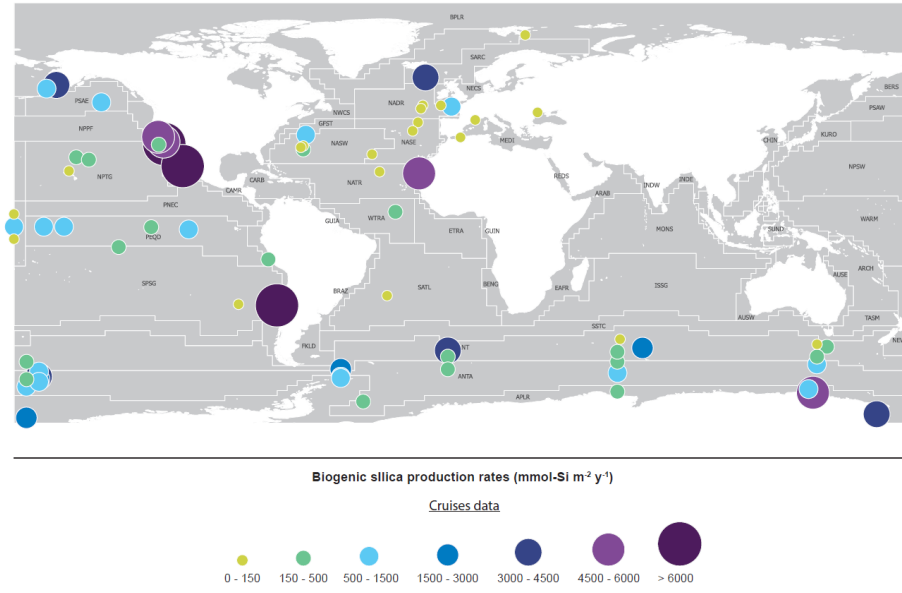 BPLR
SARC
BERS
PSAE
NECS
NADR
PSAW
NWCS
NPPF
GFST
KURO
CHIN
NASW
NASE
MEDI
NPSW
NPTG
NATR
REDS
INDW
INDE
CARB
CAMR
ARAB
PNEC
GUIA
WTRA
WARM
ETRA
GUIN
MONS
SUND
PEQD
ARCH
AUSE
SPSG
BRAZ
SATL
BENG
EAFR
ISSG
AUSW
TASM
SSTC
FKLD
NT
NEW
ANTA
APLR
Biogenic sIlica production rates (mmol-Si m⁻² y⁻¹)
Cruises data
0 - 150 150 - 500 500 - 1500 1500 - 3000 3000 - 4500 4500 - 6000 > 6000